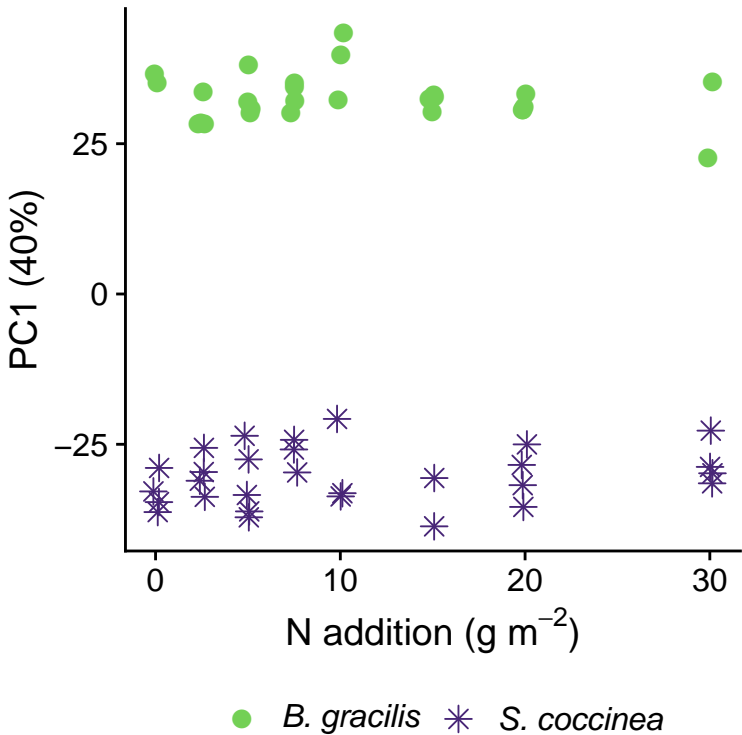 25
0
−25
PC1 (40%)
0 10 20 30
N addition (g m⁻²)
B. gracilis S. coccinea